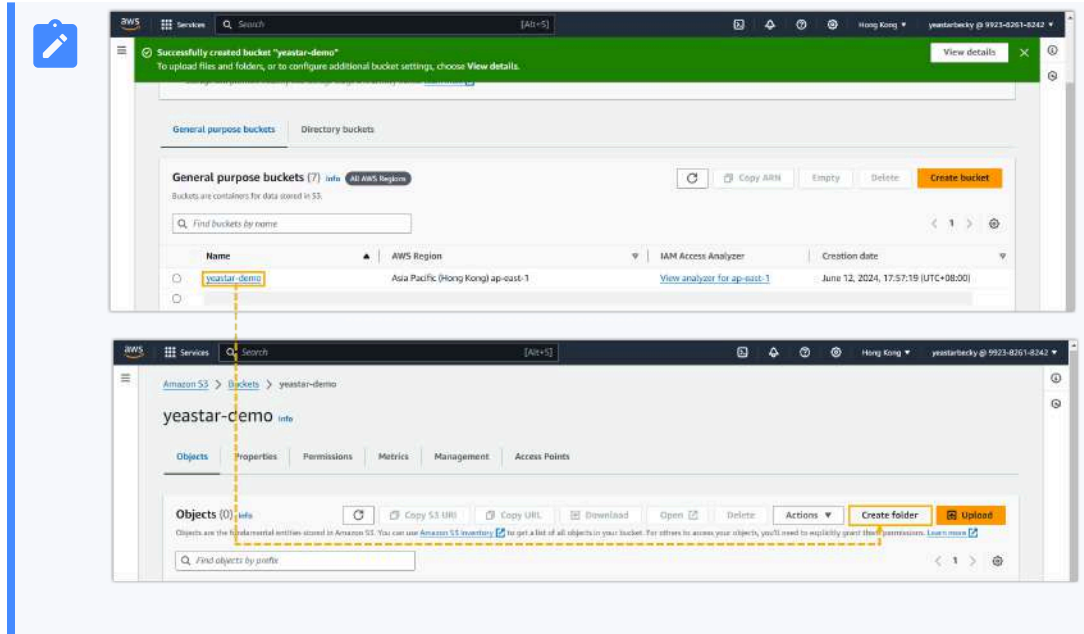 aws Services Search [Alt+S] Hong Kong yeastarbecky @ 9923-8261-8242
Successfully created bucket "yeastar-demo"
To upload files and folders, or to configure additional bucket settings, choose View details.
View details
General purpose buckets Directory buckets
General purpose buckets (7) Info All AWS Regions
Copy ARN Empty Delete Create bucket
Buckets are containers for data stored in S3.
Find buckets by name
1
Name AWS Region IAM Access Analyzer Creation date
yeastar-demo Asia Pacific (Hong Kong) ap-east-1 View analyzer for ap-east-1 June 12, 2024, 17:57:19 (UTC+08:00)
aws Services Search [Alt+S] Hong Kong yeastarbecky @ 9923-8261-8242
Amazon S3 > Buckets > yeastar-demo
yeastar-demo Info
Objects Properties Permissions Metrics Management Access Points
Objects (0) Info
Copy S3 URI Copy URL Download Open Delete Actions Create folder Upload
Objects are the fundamental entities stored in Amazon S3. You can use Amazon S3 inventory to get a list of all objects in your bucket. For others to access your objects, you'll need to explicitly grant them permissions. Learn more
Find objects by prefix
1